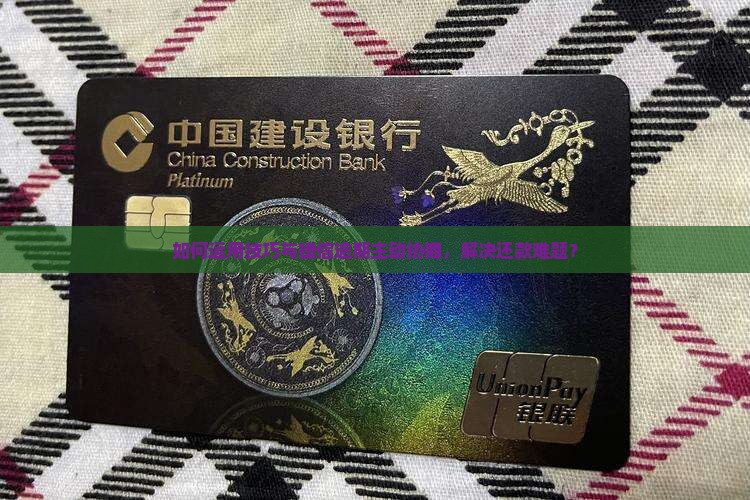 中国建设银行
China Construction Bank
Platinum
如何运用技巧与建行逾期主动协商，解决还款难题？
UnionPay
银联